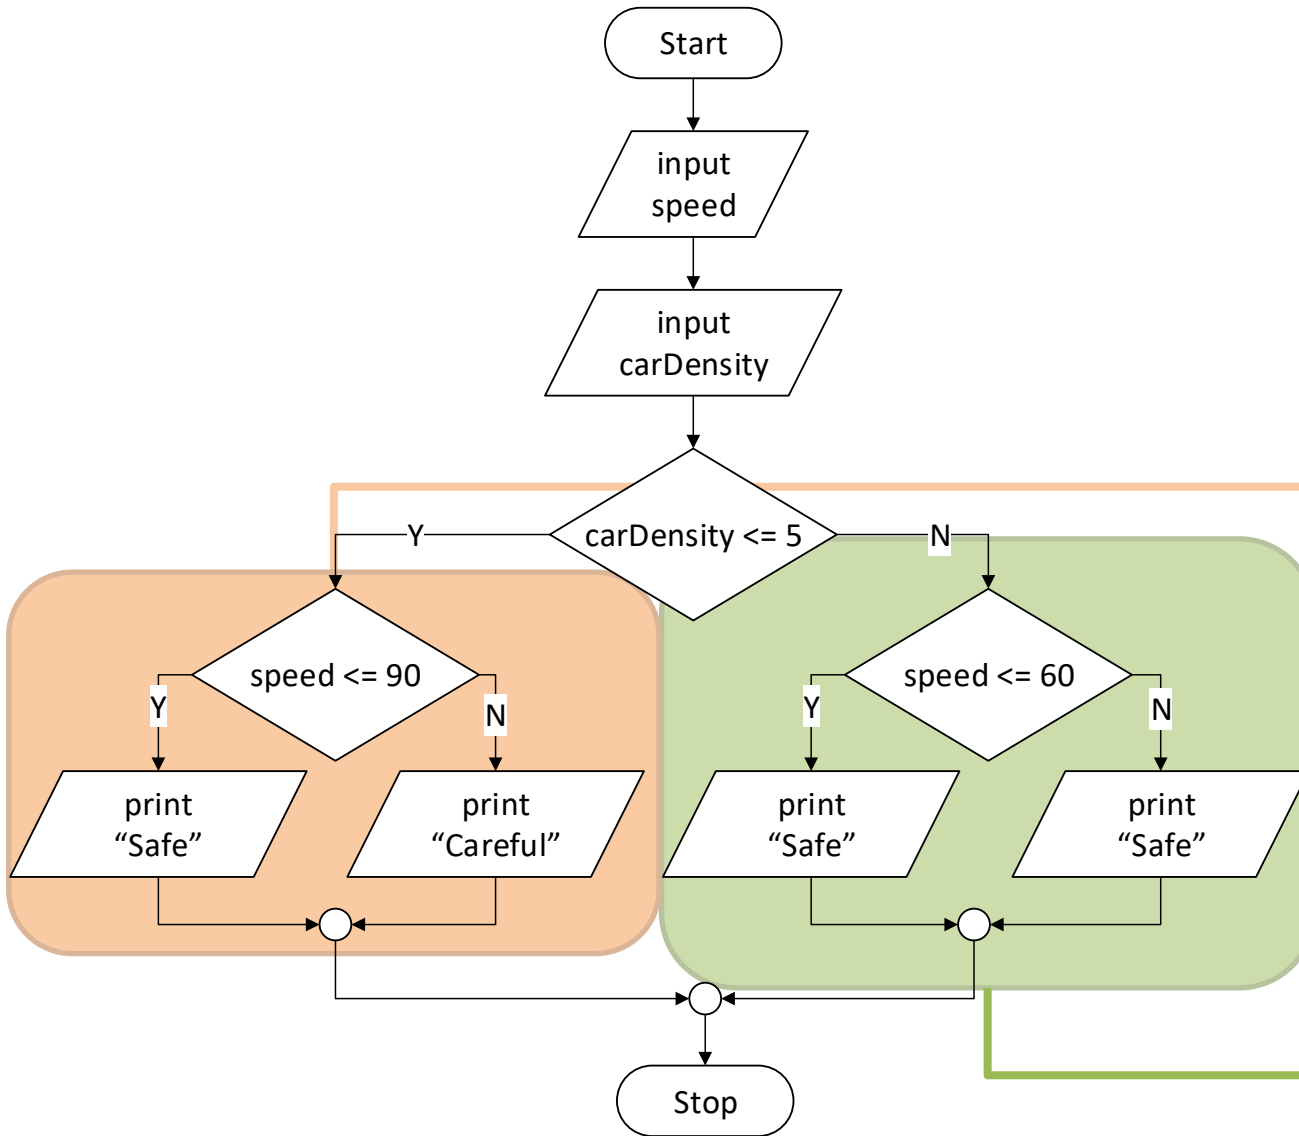 Start
input
speed
input
carDensity
carDensity <= 5
Y
N
speed <= 90
speed <= 60
Y
N
Y
N
print
“Safe”
print
“Careful”
print
“Safe”
print
“Safe”
Stop